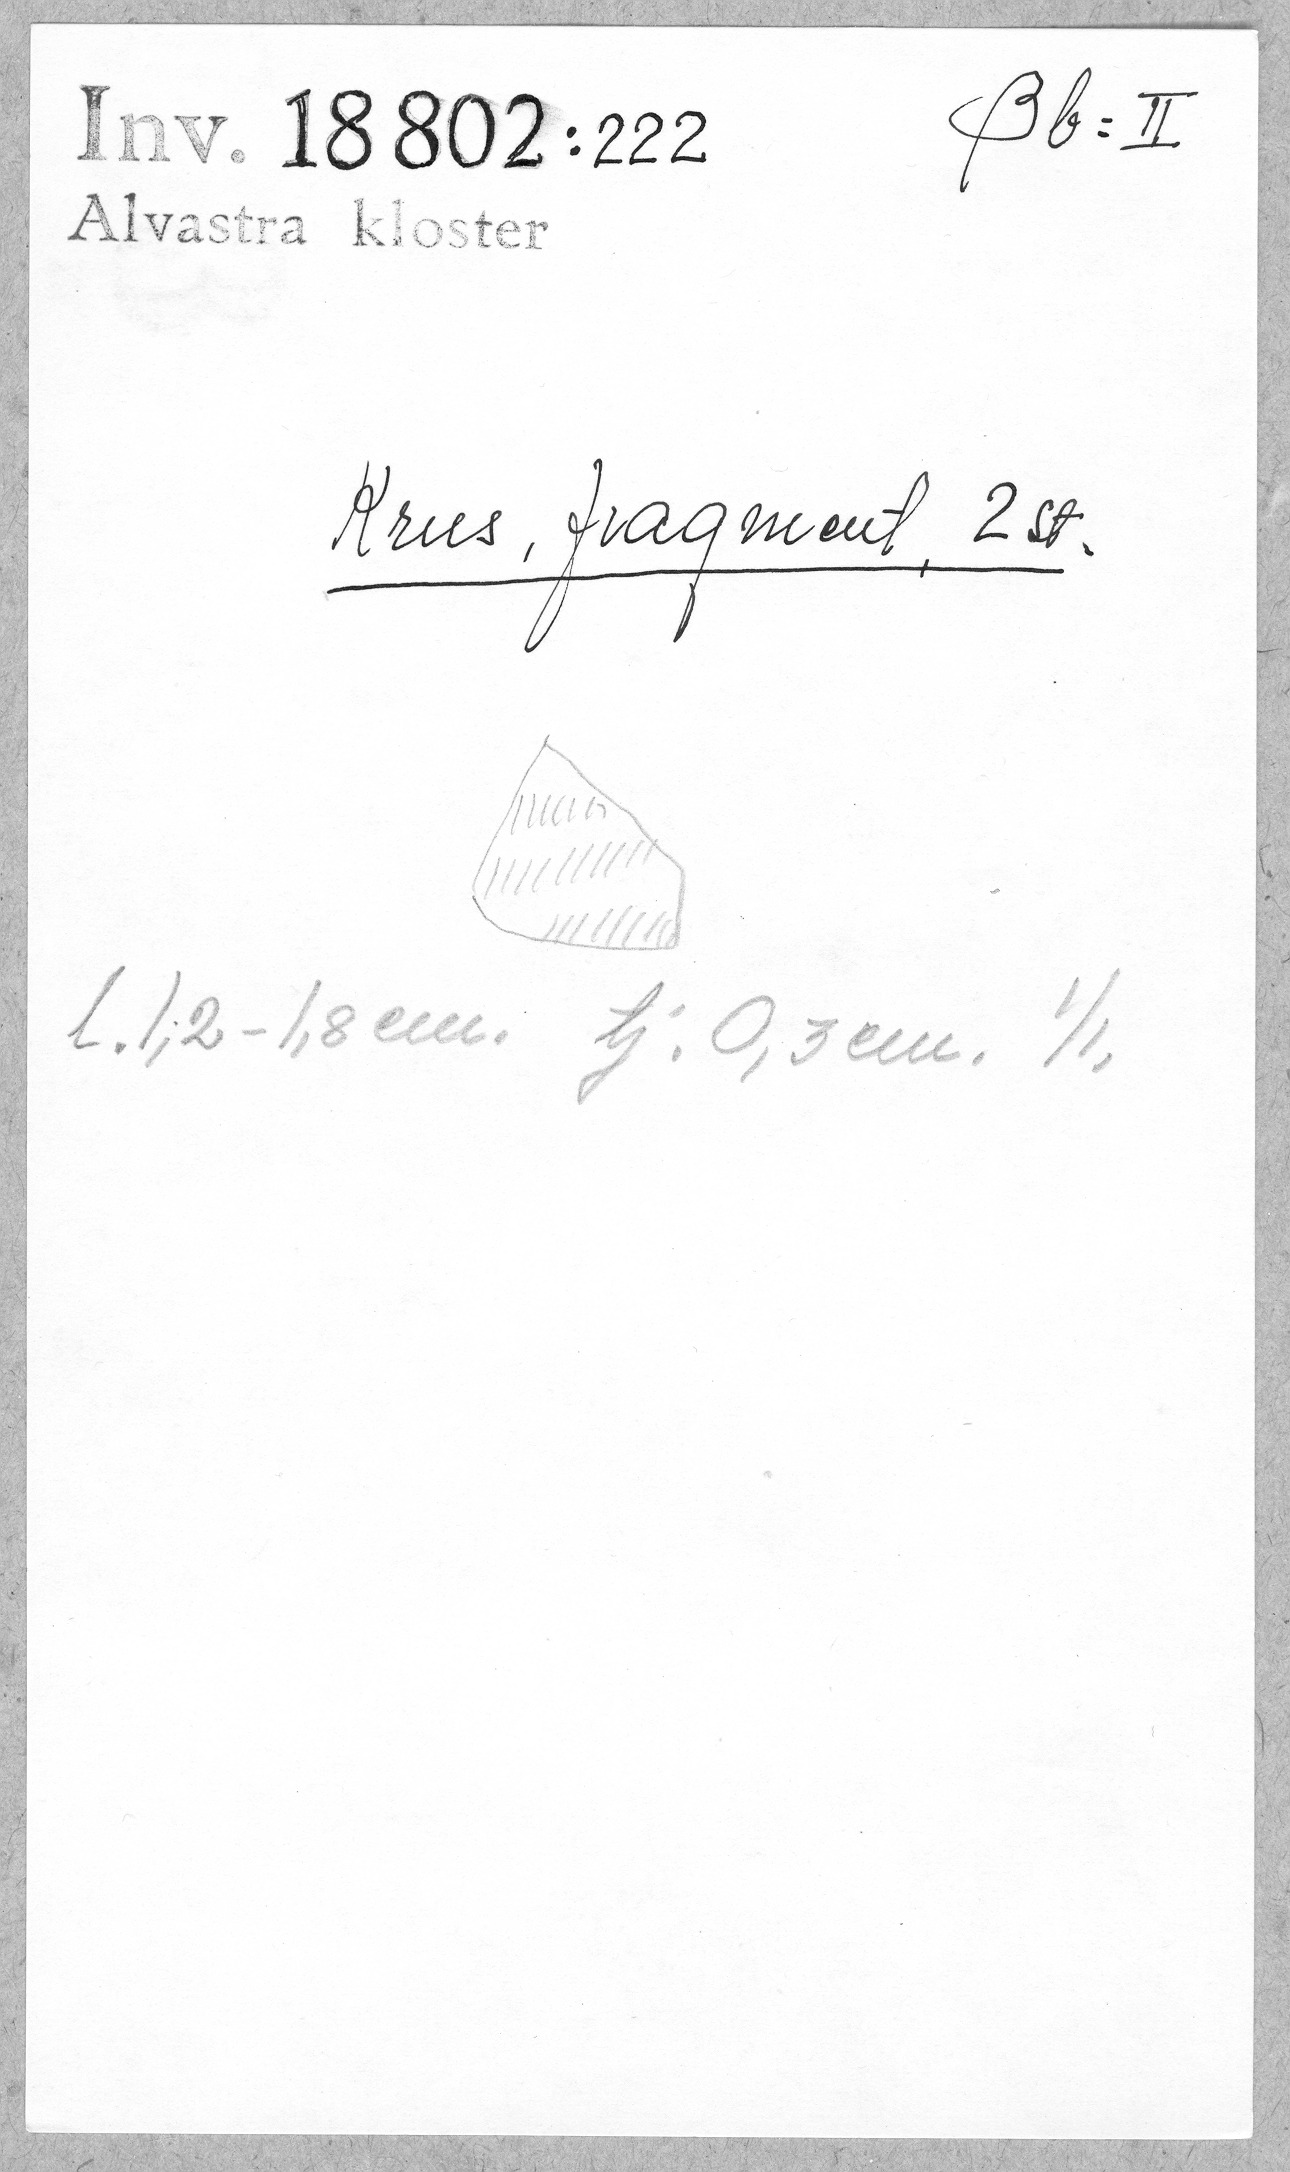 Inv. 18802:222
βb=II
Alvastra kloster
Krus, fragment, 2 st.
l. 1,2-1,8 cm. tj: 0,3 cm. 1/1.